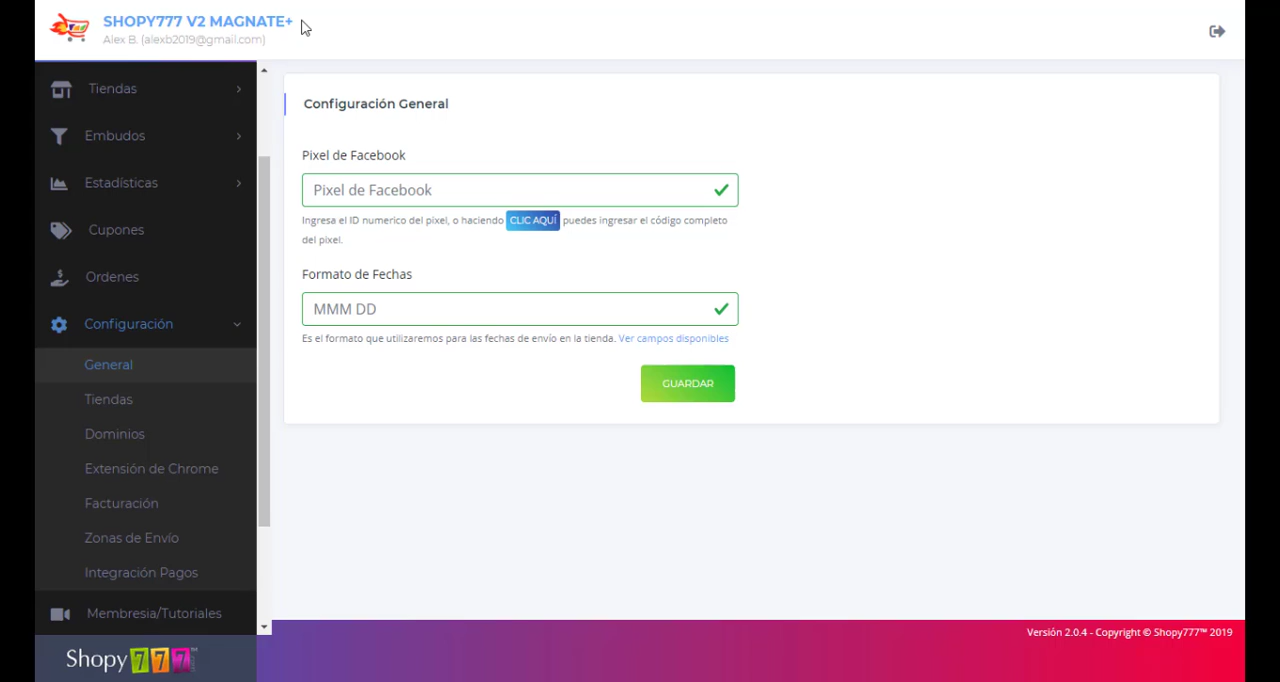 SHOPY777 V2 MAGNATE+
Alex B. (alexb2019@gmail.com)
Tiendas
Embudos
Estadísticas
Cupones
Ordenes
Configuración
General
Tiendas
Dominios
Extensión de Chrome
Facturación
Zonas de Envío
Integración Pagos
Membresia/Tutoriales
Shopy777™
Configuración General
Pixel de Facebook
Pixel de Facebook
Ingresa el ID numerico del pixel, o haciendo CLIC AQUÍ puedes ingresar el código completo
del pixel.
Formato de Fechas
MMM DD
Es el formato que utilizaremos para las fechas de envío en la tienda. Ver campos disponibles
GUARDAR
Versión 2.0.4 - Copyright © Shopy777™ 2019